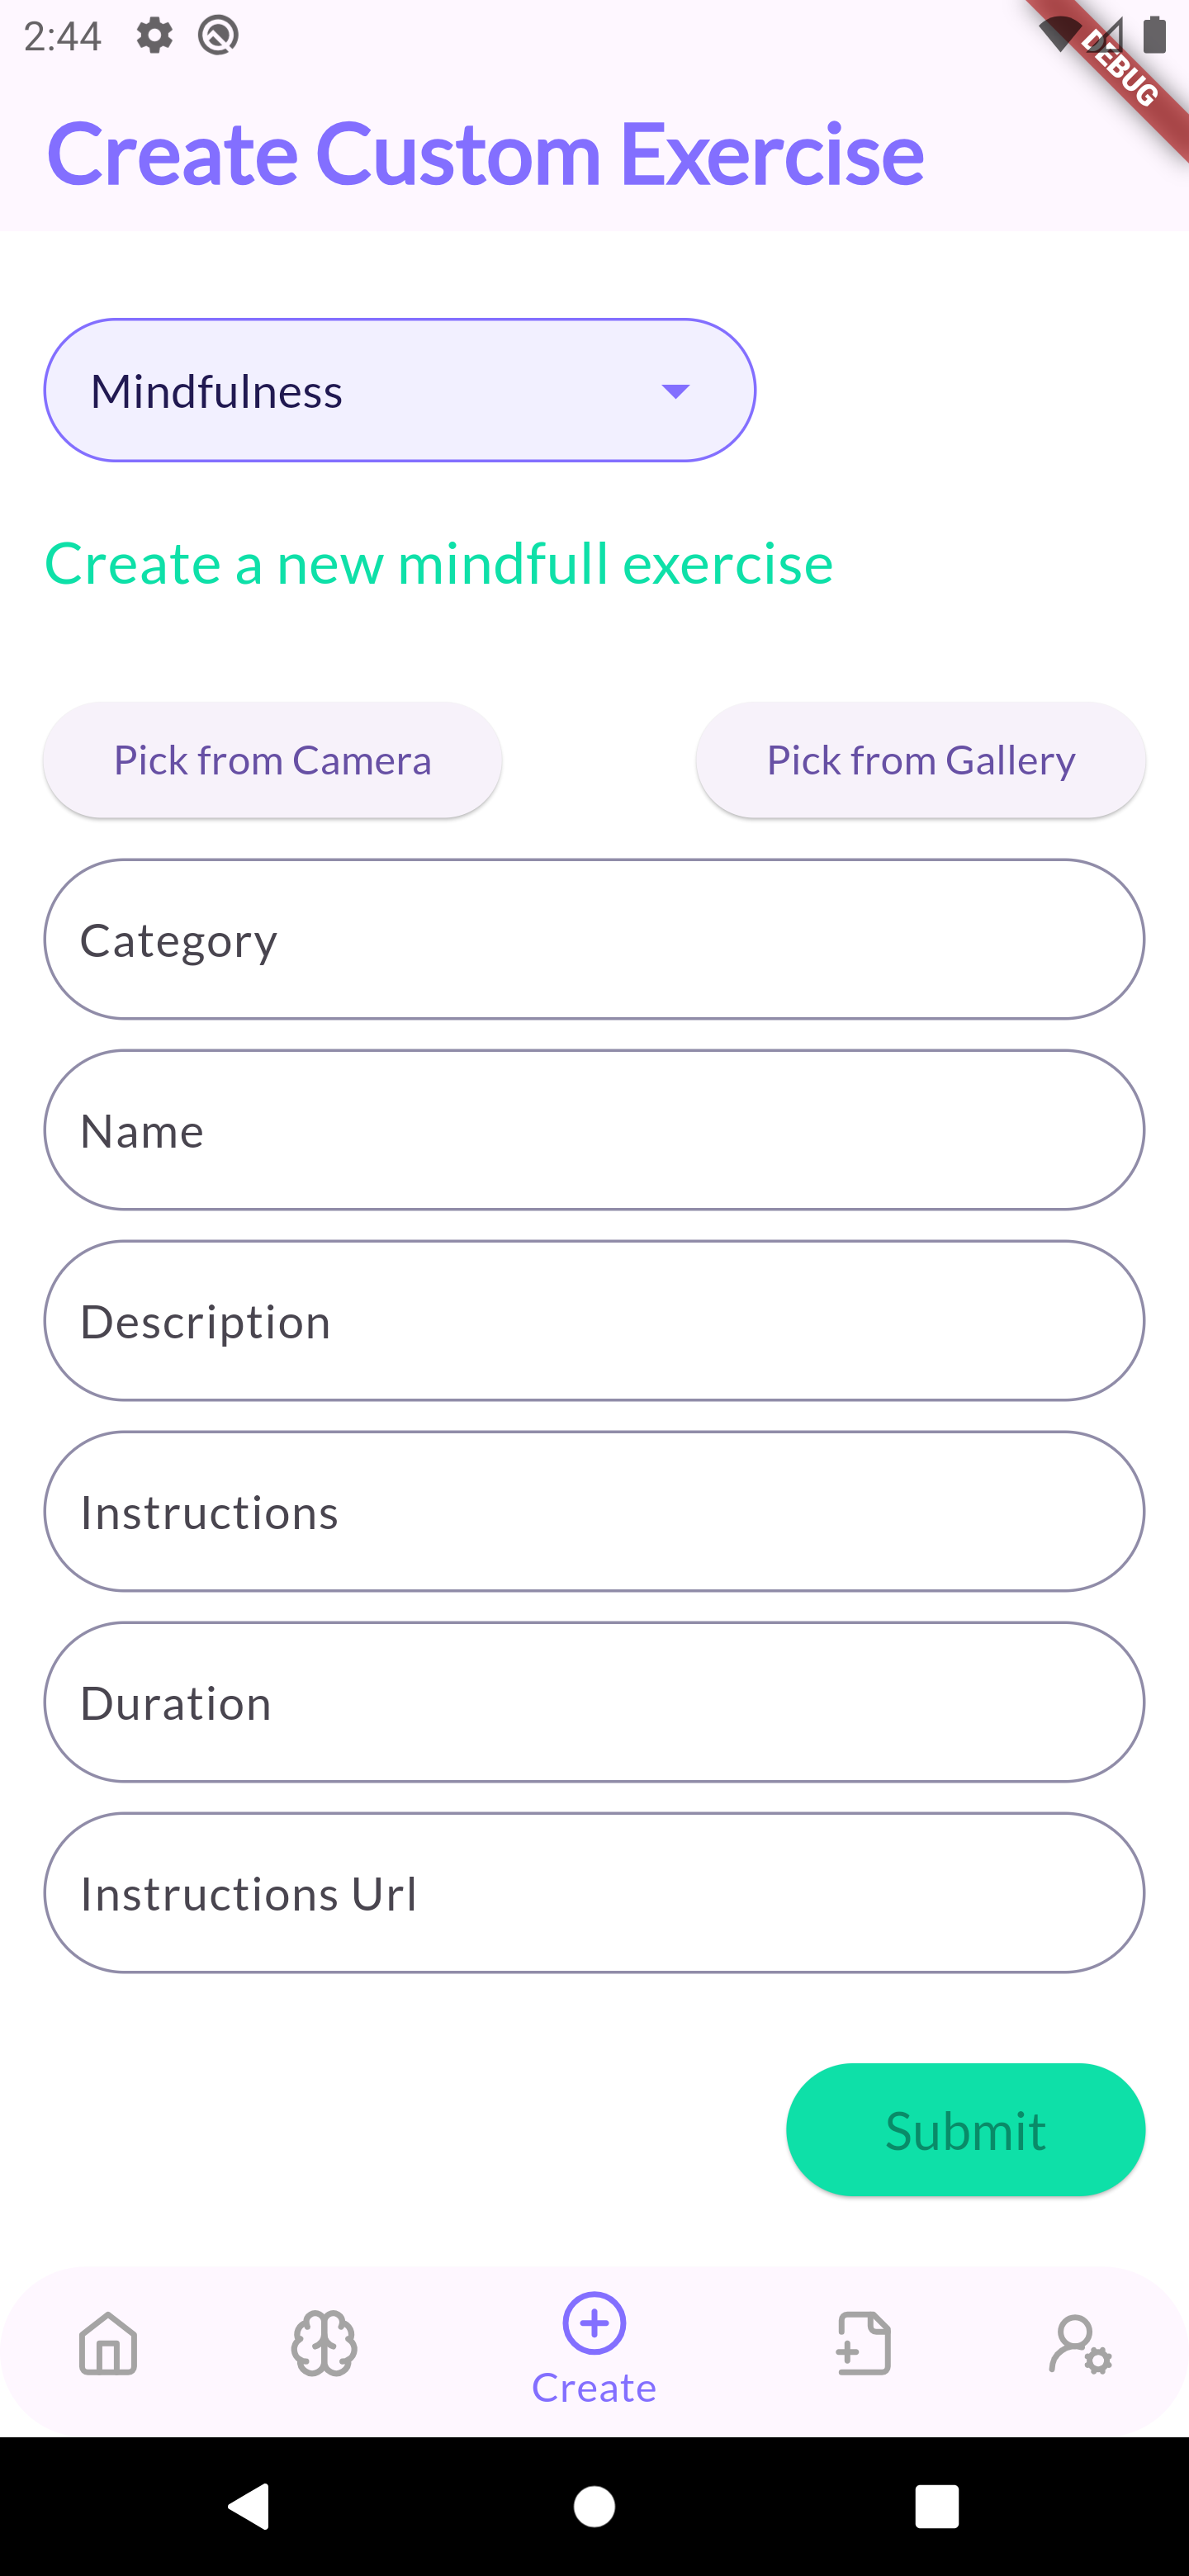 2:44
DEBUG
Create Custom Exercise
Mindfulness
Create a new mindfull exercise
Pick from Camera
Pick from Gallery
Category
Name
Description
Instructions
Duration
Instructions Url
Submit
Create